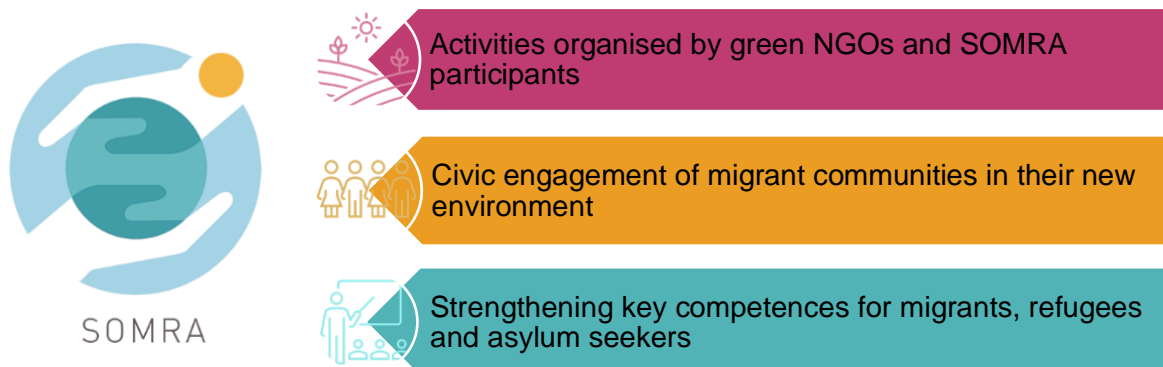 SOMRA
Activities organised by green NGOs and SOMRA
participants
Civic engagement of migrant communities in their new
environment
Strengthening key competences for migrants, refugees
and asylum seekers